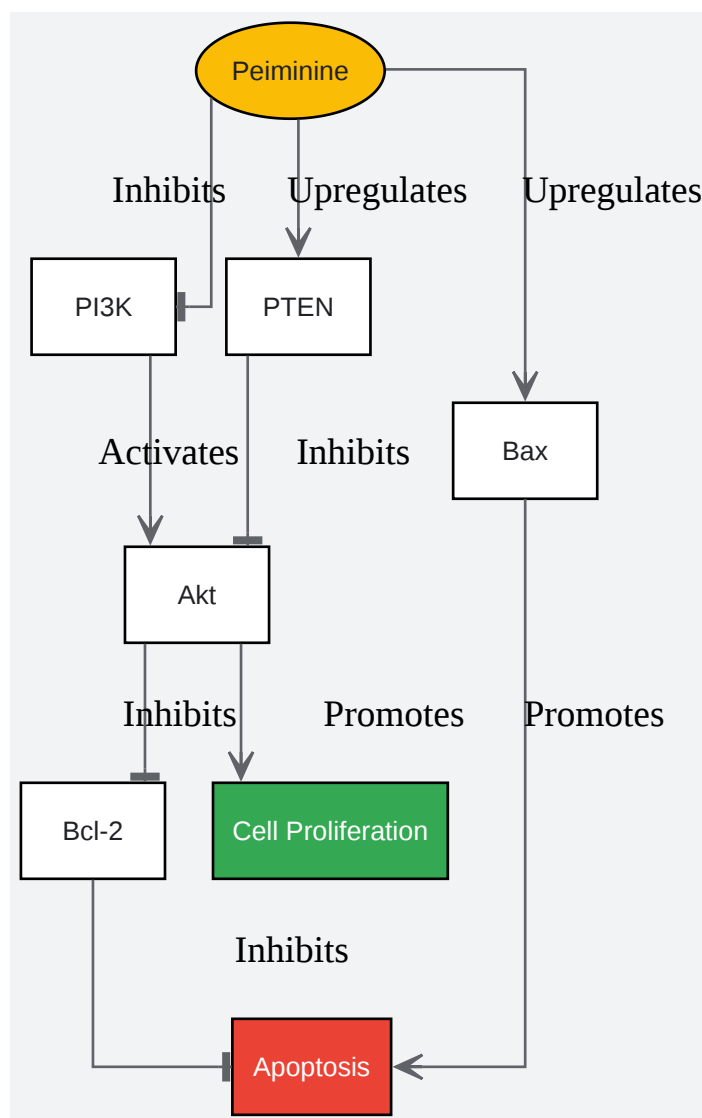 Peiminine
Inhibits
Upregulates
Upregulates
PI3K
PTEN
Activates
Inhibits
Bax
Akt
Inhibits
Promotes
Promotes
Bcl-2
Cell Proliferation
Inhibits
Apoptosis